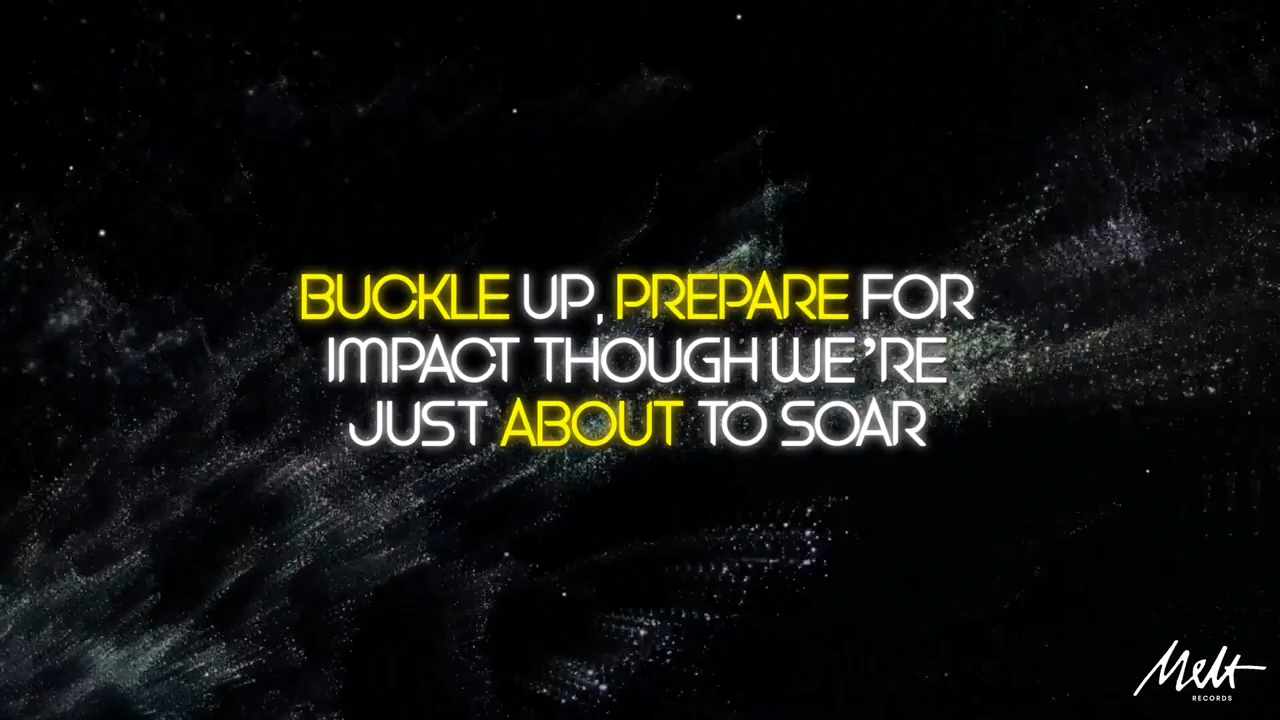 BUCKLE UP, PREPARE FOR
IMPACT THOUGH WE'RE
JUST ABOUT TO SOAR
Melt
RECORDS